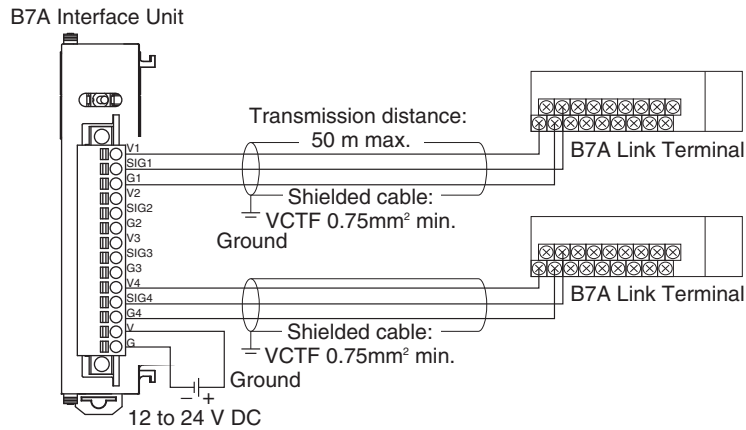 B7A Interface Unit
Transmission distance:
50 m max.
V1
SIG1
G1
V2
SIG2
G2
V3
SIG3
G3
V4
SIG4
G4
V
G
Shielded cable:
VCTF 0.75mm² min.
Ground
B7A Link Terminal
Shielded cable:
VCTF 0.75mm² min.
Ground
B7A Link Terminal
− +
12 to 24 V DC